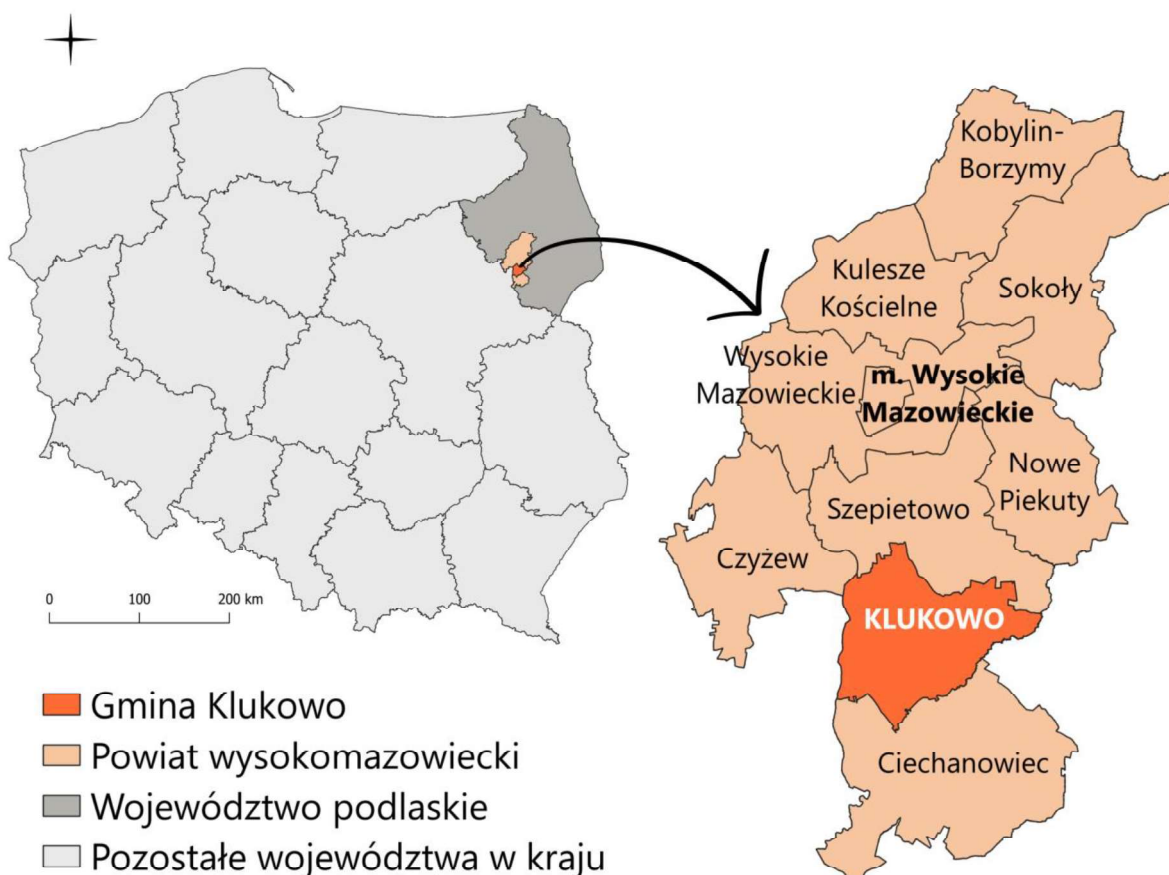 Kobylin-
Borzymy
Kulesze
Kościelne
Sokoły
Wysokie
Mazowieckie
m. Wysokie
Mazowieckie
Nowe
Piekuty
Szepietowo
Czyżew
KLUKOWO
Ciechanowiec
0 100 200 km
Gmina Klukowo
Powiat wysokomazowiecki
Województwo podlaskie
Pozostałe województwa w kraju